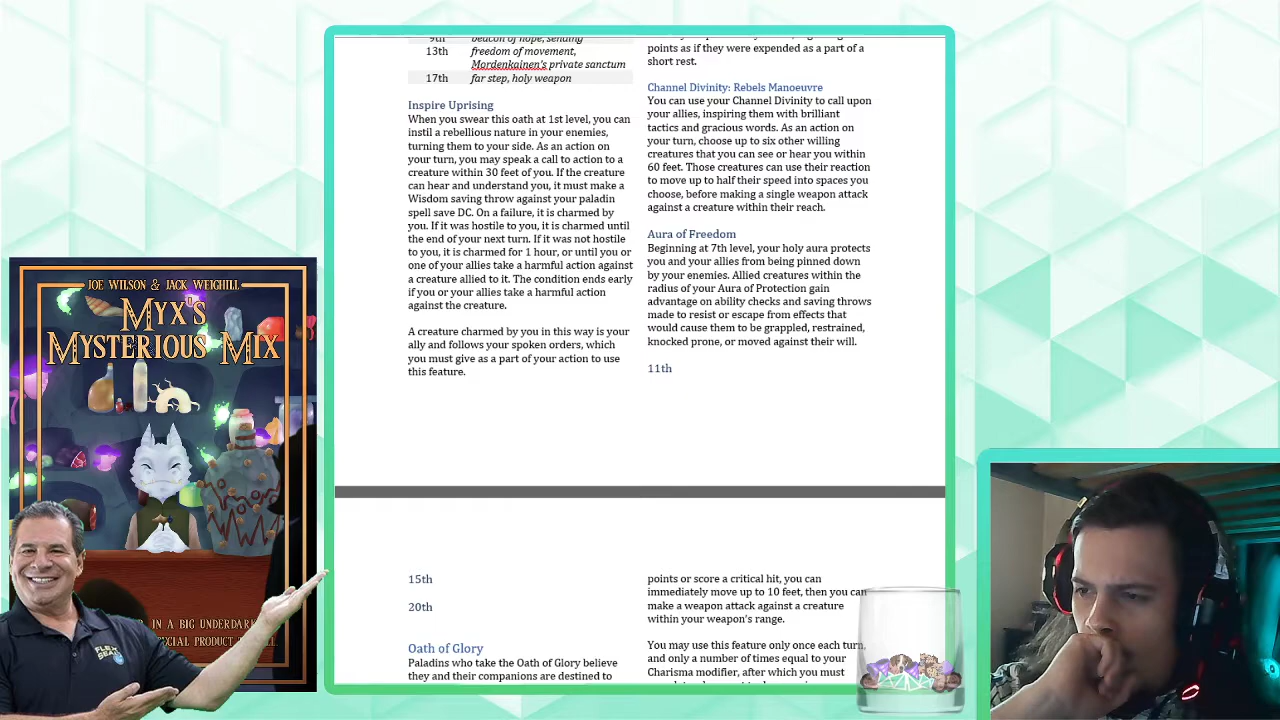 9th beacon of hope, sending
13th freedom of movement,
Mordenkainen's private sanctum
17th far step, holy weapon
Inspire Uprising
When you swear this oath at 1st level, you can
instil a rebellious nature in your enemies,
turning them to your side. As an action on
your turn, you may speak a call to action to a
creature within 30 feet of you. If the creature
can hear and understand you, it must make a
Wisdom saving throw against your paladin
spell save DC. On a failure, it is charmed by
you. If it was hostile to you, it is charmed until
the end of your next turn. If it was not hostile
to you, it is charmed for 1 hour, or until you or
one of your allies take a harmful action against
a creature allied to it. The condition ends early
if you or your allies take a harmful action
against the creature.
A creature charmed by you in this way is your
ally and follows your spoken orders, which
you must give as a part of your action to use
this feature.
points as if they were expended as a part of a
short rest.
Channel Divinity: Rebels Manoeuvre
You can use your Channel Divinity to call upon
your allies, inspiring them with brilliant
tactics and gracious words. As an action on
your turn, choose up to six other willing
creatures that you can see or hear you within
60 feet. Those creatures can use their reaction
to move up to half their speed into spaces you
choose, before making a single weapon attack
against a creature within their reach.
Aura of Freedom
Beginning at 7th level, your holy aura protects
you and your allies from being pinned down
by your enemies. Allied creatures within the
radius of your Aura of Protection gain
advantage on ability checks and saving throws
made to resist or escape from effects that
would cause them to be grappled, restrained,
knocked prone, or moved against their will.
11th
15th
20th
Oath of Glory
Paladins who take the Oath of Glory believe
they and their companions are destined to
points or score a critical hit, you can
immediately move up to 10 feet, then you can
make a weapon attack against a creature
within your weapon's range.
You may use this feature only once each turn,
and only a number of times equal to your
Charisma modifier, after which you must
JOE WILSON & JACK WEIGHILL
MYX'S
MYSTERIOUS MIX
IN A BIG UNDERDARK
SPECIAL PRODUCT
FLEX
SEAL